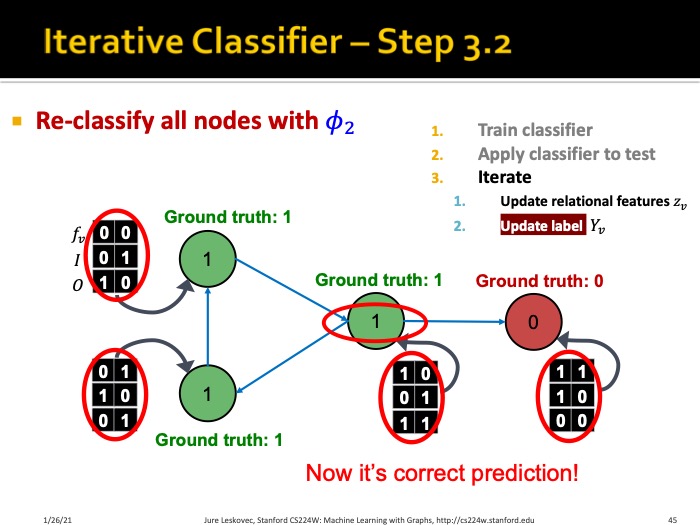 Iterative Classifier – Step 3.2
Re-classify all nodes with ϕ₂
1. Train classifier
2. Apply classifier to test
3. Iterate
1. Update relational features zᵥ
2. Update label Yᵥ
Ground truth: 1
fᵥ 0 0
I 0 1
O 1 0
1
Ground truth: 1
1
Ground truth: 0
0
0 1
1 0
0 1
1
Ground truth: 1
1 0
0 1
1 1
1 1
1 0
0 0
Now it's correct prediction!
1/26/21
Jure Leskovec, Stanford CS224W: Machine Learning with Graphs, http://cs224w.stanford.edu
45